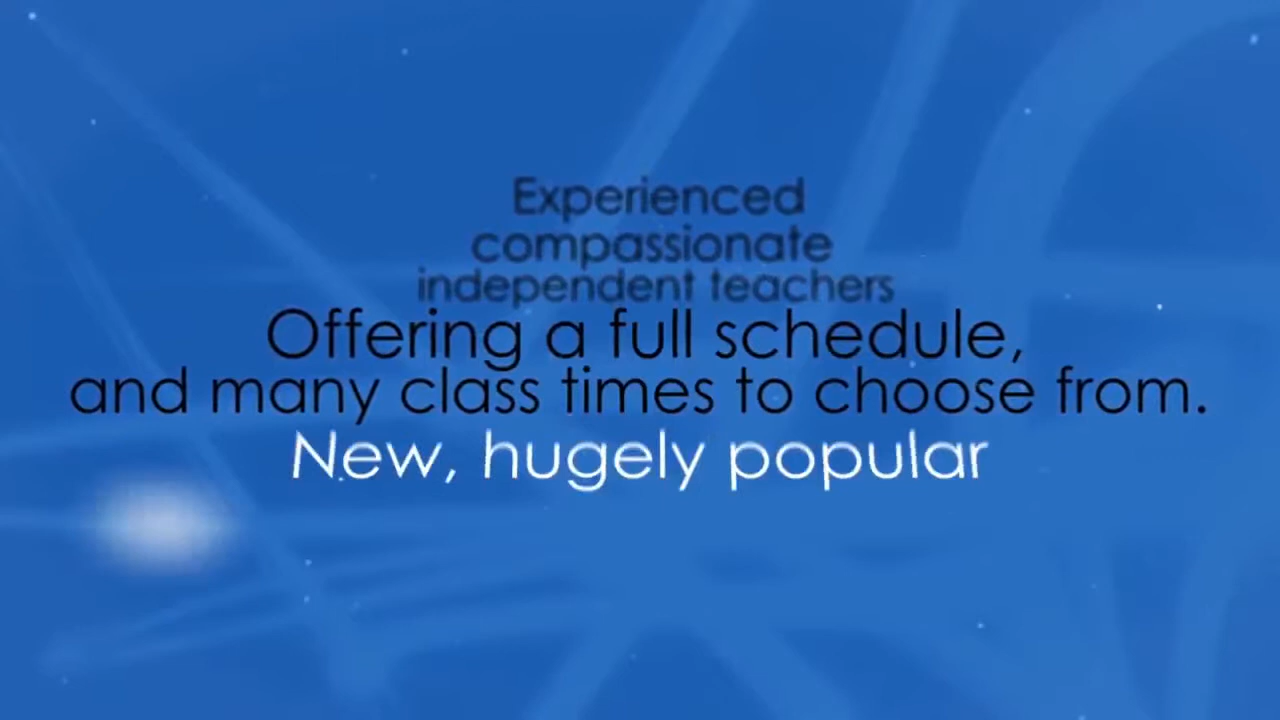 Experienced
compassionate
independent teachers
Offering a full schedule,
and many class times to choose from.
New, hugely popular